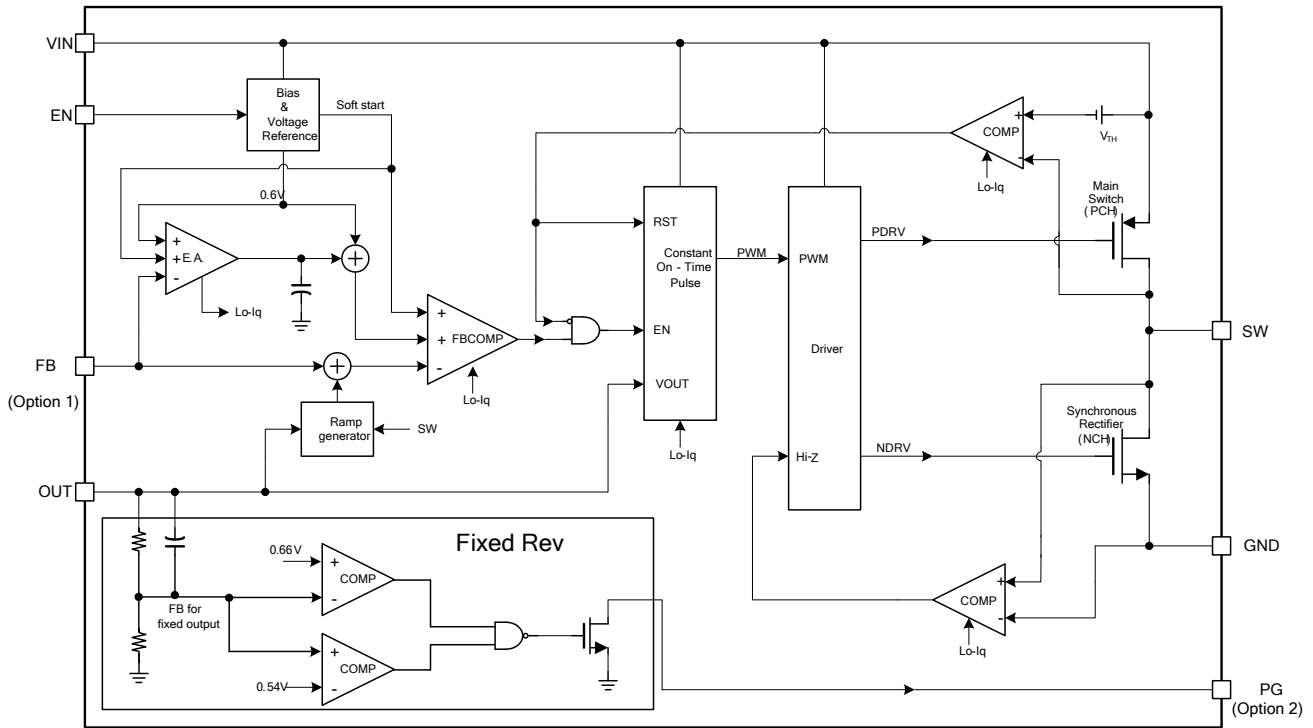 VIN
EN
Bias
&
Voltage
Reference
Soft start
0.6V
+
+E.A.
-
Lo-Iq
+
+
FB
(Option 1)
+
+
-
FBCOMP
Lo-Iq
Ramp
generator
SW
OUT
RST
Constant
On - Time
Pulse
EN
VOUT
Lo-Iq
PWM
PWM
Driver
Hi-Z
PDRV
NDRV
+
COMP
-
Lo-Iq
VTH
Main
Switch
(PCH)
SW
Synchronous
Rectifier
(NCH)
GND
+
COMP
-
Lo-Iq
Fixed Rev
0.66V
+
COMP
-
FB for
fixed output
+
COMP
-
0.54V
PG
(Option 2)